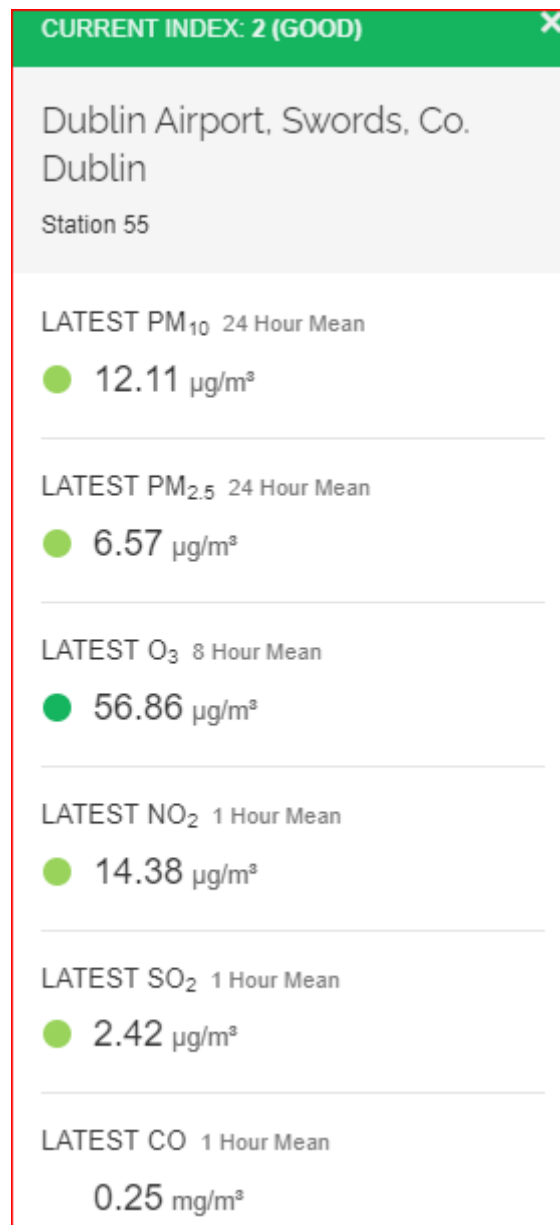 CURRENT INDEX: 2 (GOOD) ×
Dublin Airport, Swords, Co.
Dublin
Station 55
LATEST PM₁₀ 24 Hour Mean
12.11 µg/m³
LATEST PM₂.₅ 24 Hour Mean
6.57 µg/m³
LATEST O₃ 8 Hour Mean
56.86 µg/m³
LATEST NO₂ 1 Hour Mean
14.38 µg/m³
LATEST SO₂ 1 Hour Mean
2.42 µg/m³
LATEST CO 1 Hour Mean
0.25 mg/m³